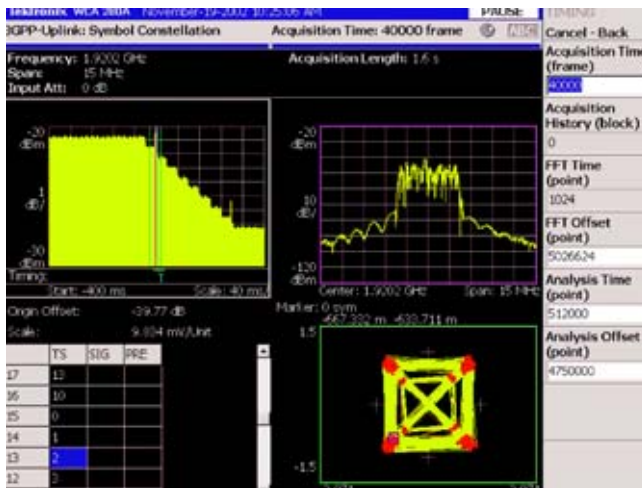 Tektronix WCA 280A November-19-2002 10:25:06 AM PAUSE TIMING
3GPP-Uplink: Symbol Constellation Acquisition Time: 40000 frame Cancel - Back
Frequency: 1.9202 GHz Acquisition Length: 1.6 s
Span: 15 MHz
Input Att: 0 dB
Acquisition Time
(frame)
40000
Acquisition
History (block)
0
FFT Time
(point)
1024
FFT Offset
(point)
5026624
Analysis Time
(point)
512000
Analysis Offset
(point)
4750000
-20
dBm
1
dB/
-30
dBm
Timing:
Start: -400 ms Scale: 40 ms/
-20
dBm
10
dB/
-120
dBm
Center: 1.9202 GHz Span: 15 MHz
Origin Offset: -39.77 dB
Scale: 9.834 mV/Unit
TS SIG PRE
17 13
16 10
15 0
14 1
13 2
12 3
Marker: 0 sym
1.5
-1.5